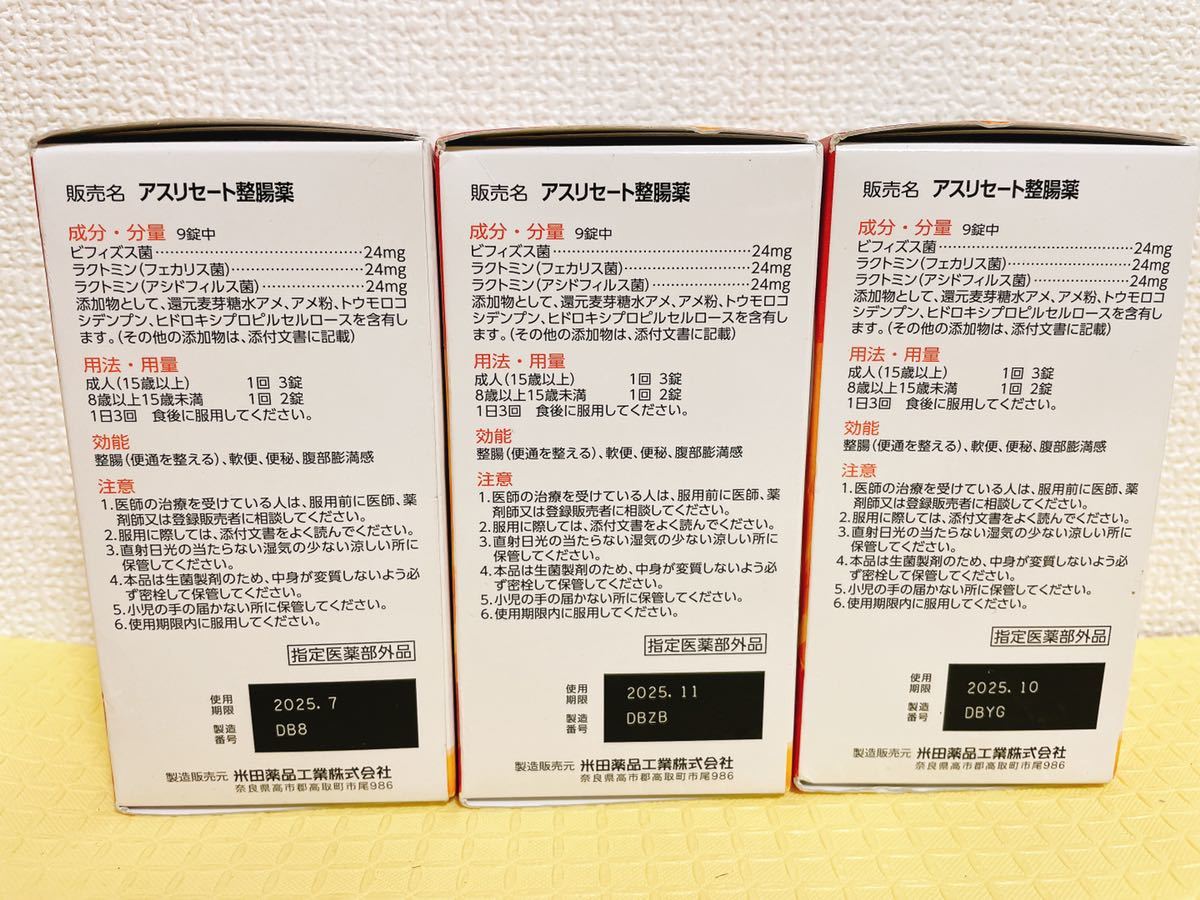 販売名 アスリセート整腸薬
成分・分量 9錠中
ビフィズス菌……………………………24mg
ラクトミン(フェカリス菌)………………24mg
ラクトミン(アシドフィルス菌)……………24mg
添加物として、還元麦芽糖水アメ、アメ粉、トウモロコ
シデンプン、ヒドロキシプロピルセルロースを含有し
ます。(その他の添加物は、添付文書に記載)
用法・用量
成人(15歳以上) 1回 3錠
8歳以上15歳未満 1回 2錠
1日3回 食後に服用してください。
効能
整腸(便通を整える)、軟便、便秘、腹部膨満感
注意
1.医師の治療を受けている人は、服用前に医師、薬
剤師又は登録販売者に相談してください。
2.服用に際しては、添付文書をよく読んでください。
3.直射日光の当たらない湿気の少ない涼しい所に
保管してください。
4.本品は生菌製剤のため、中身が変質しないよう必
ず密栓して保管してください。
5.小児の手の届かない所に保管してください。
6.使用期限内に服用してください。
指定医薬部外品
使用
期限
2025.7
製造
番号
DB8
製造販売元 米田薬品工業株式会社
奈良県高市郡高取町市尾986
販売名 アスリセート整腸薬
成分・分量 9錠中
ビフィズス菌……………………………24mg
ラクトミン(フェカリス菌)………………24mg
ラクトミン(アシドフィルス菌)……………24mg
添加物として、還元麦芽糖水アメ、アメ粉、トウモロコ
シデンプン、ヒドロキシプロピルセルロースを含有し
ます。(その他の添加物は、添付文書に記載)
用法・用量
成人(15歳以上) 1回 3錠
8歳以上15歳未満 1回 2錠
1日3回 食後に服用してください。
効能
整腸(便通を整える)、軟便、便秘、腹部膨満感
注意
1.医師の治療を受けている人は、服用前に医師、薬
剤師又は登録販売者に相談してください。
2.服用に際しては、添付文書をよく読んでください。
3.直射日光の当たらない湿気の少ない涼しい所に
保管してください。
4.本品は生菌製剤のため、中身が変質しないよう必
ず密栓して保管してください。
5.小児の手の届かない所に保管してください。
6.使用期限内に服用してください。
指定医薬部外品
使用
期限
2025.11
製造
番号
DBZB
製造販売元 米田薬品工業株式会社
奈良県高市郡高取町市尾986
販売名 アスリセート整腸薬
成分・分量 9錠中
ビフィズス菌……………………………24mg
ラクトミン(フェカリス菌)………………24mg
ラクトミン(アシドフィルス菌)……………24mg
添加物として、還元麦芽糖水アメ、アメ粉、トウモロコ
シデンプン、ヒドロキシプロピルセルロースを含有し
ます。(その他の添加物は、添付文書に記載)
用法・用量
成人(15歳以上) 1回 3錠
8歳以上15歳未満 1回 2錠
1日3回 食後に服用してください。
効能
整腸(便通を整える)、軟便、便秘、腹部膨満感
注意
1.医師の治療を受けている人は、服用前に医師、薬
剤師又は登録販売者に相談してください。
2.服用に際しては、添付文書をよく読んでください。
3.直射日光の当たらない湿気の少ない涼しい所に
保管してください。
4.本品は生菌製剤のため、中身が変質しないよう必
ず密栓して保管してください。
5.小児の手の届かない所に保管してください。
6.使用期限内に服用してください。
指定医薬部外品
使用
期限
2025.10
製造
番号
DBYG
製造販売元 米田薬品工業株式会社
奈良県高市郡高取町市尾986